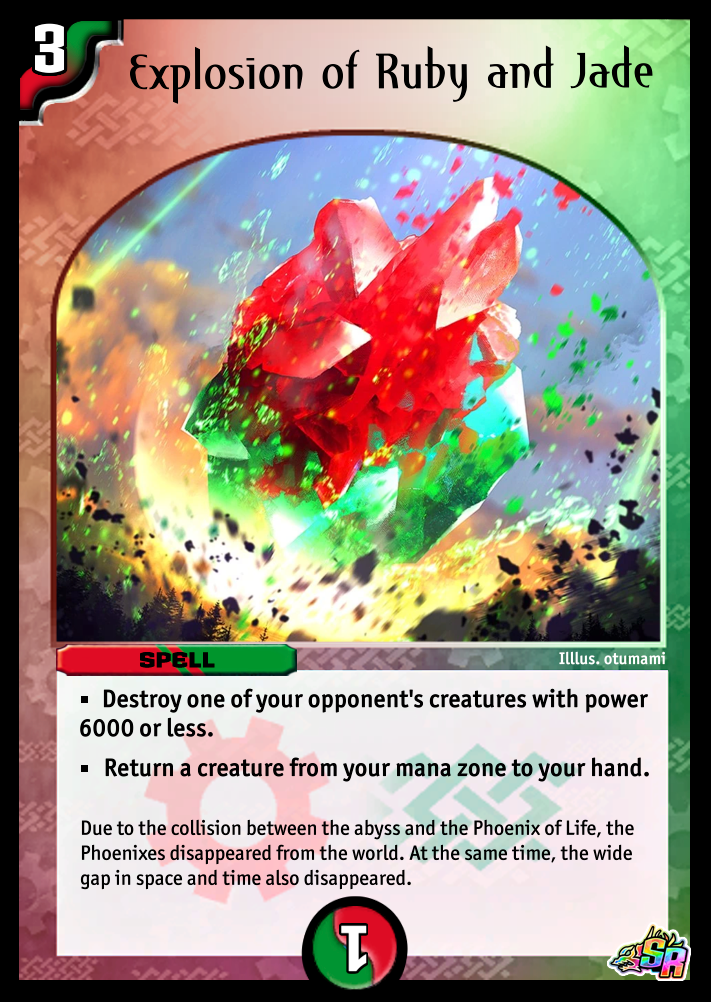 3
Explosion of Ruby and Jade
SPELL
Illlus. otumami
▪ Destroy one of your opponent's creatures with power
6000 or less.
▪ Return a creature from your mana zone to your hand.
Due to the collision between the abyss and the Phoenix of Life, the
Phoenixes disappeared from the world. At the same time, the wide
gap in space and time also disappeared.
1
SR